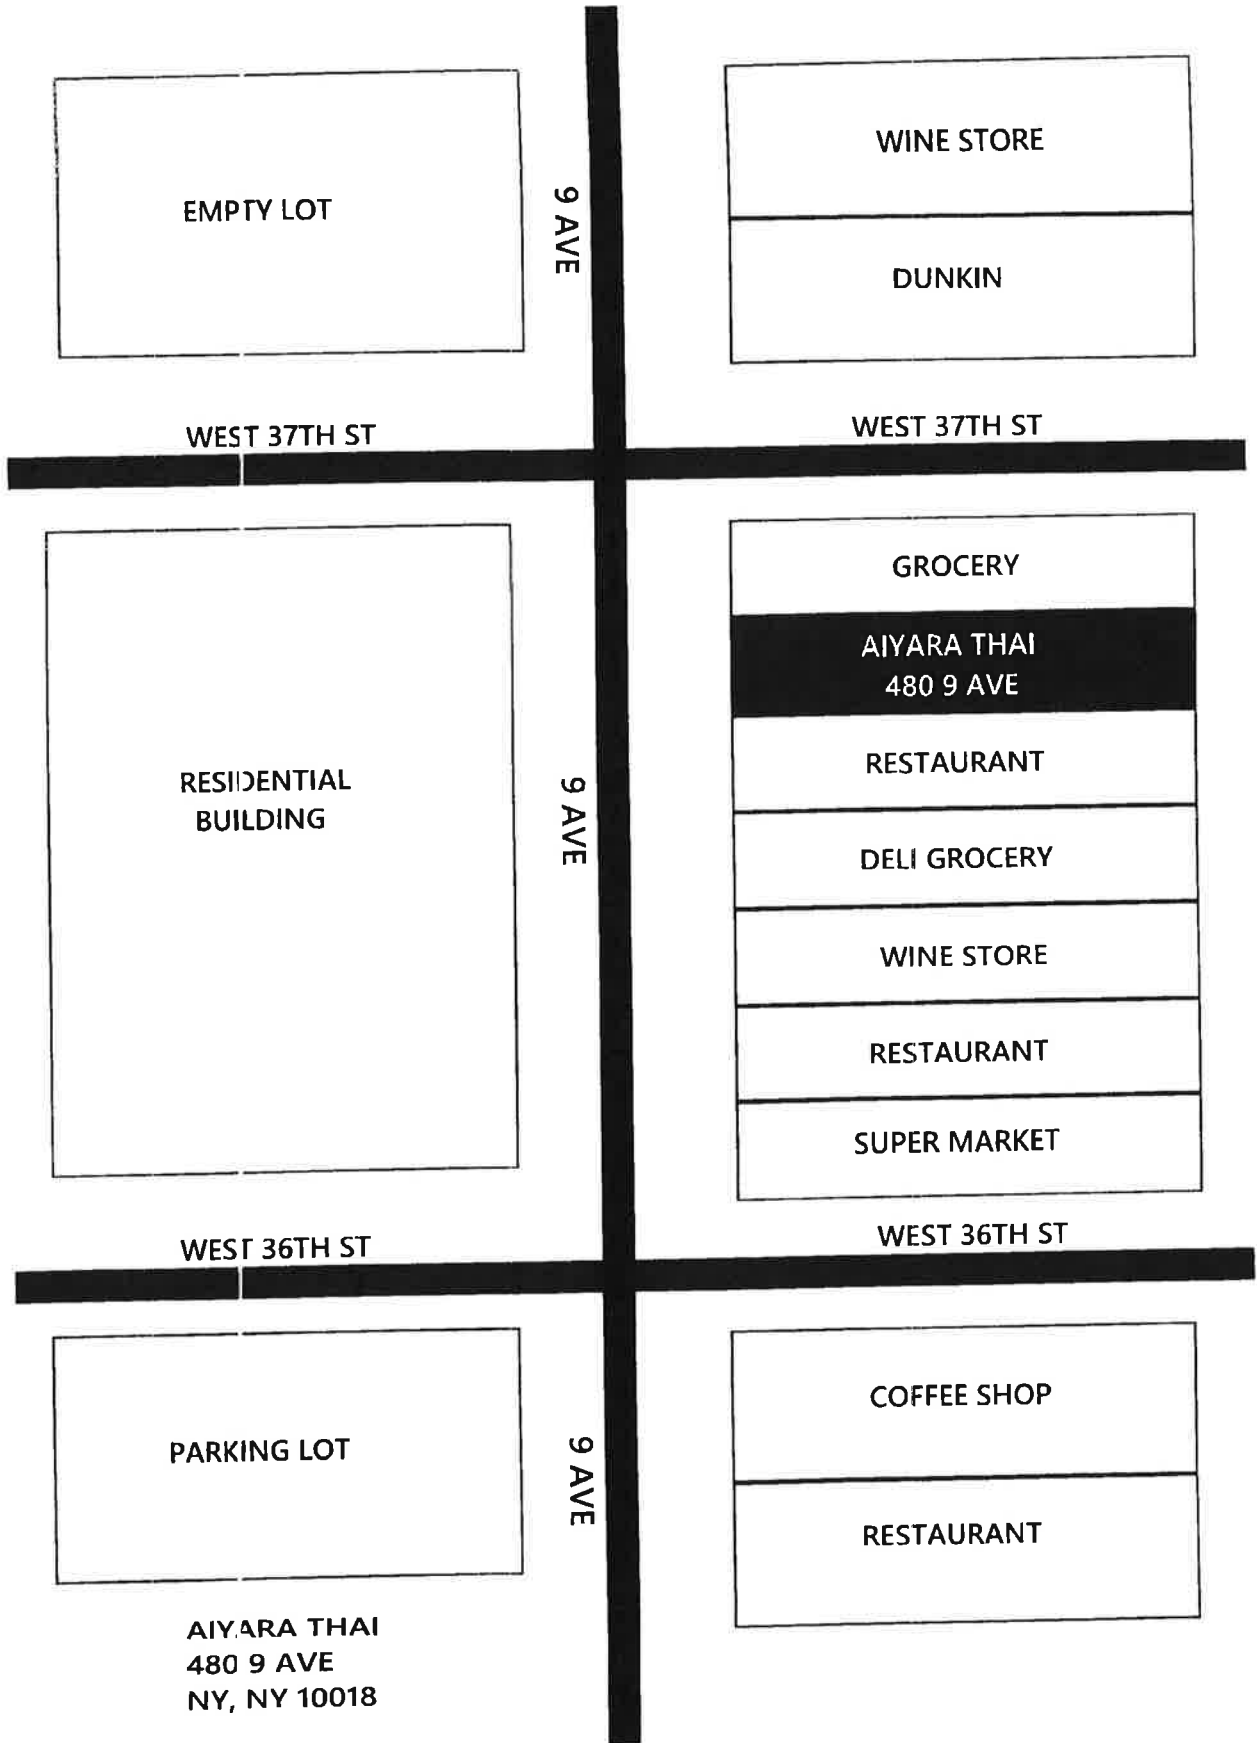 WINE STORE
EMPTY LOT
9 AVE
DUNKIN
WEST 37TH ST
WEST 37TH ST
GROCERY
AIYARA THAI
480 9 AVE
RESTAURANT
RESIDENTIAL
BUILDING
9 AVE
DELI GROCERY
WINE STORE
RESTAURANT
SUPER MARKET
WEST 36TH ST
WEST 36TH ST
COFFEE SHOP
PARKING LOT
9 AVE
RESTAURANT
AIYARA THAI
480 9 AVE
NY, NY 10018